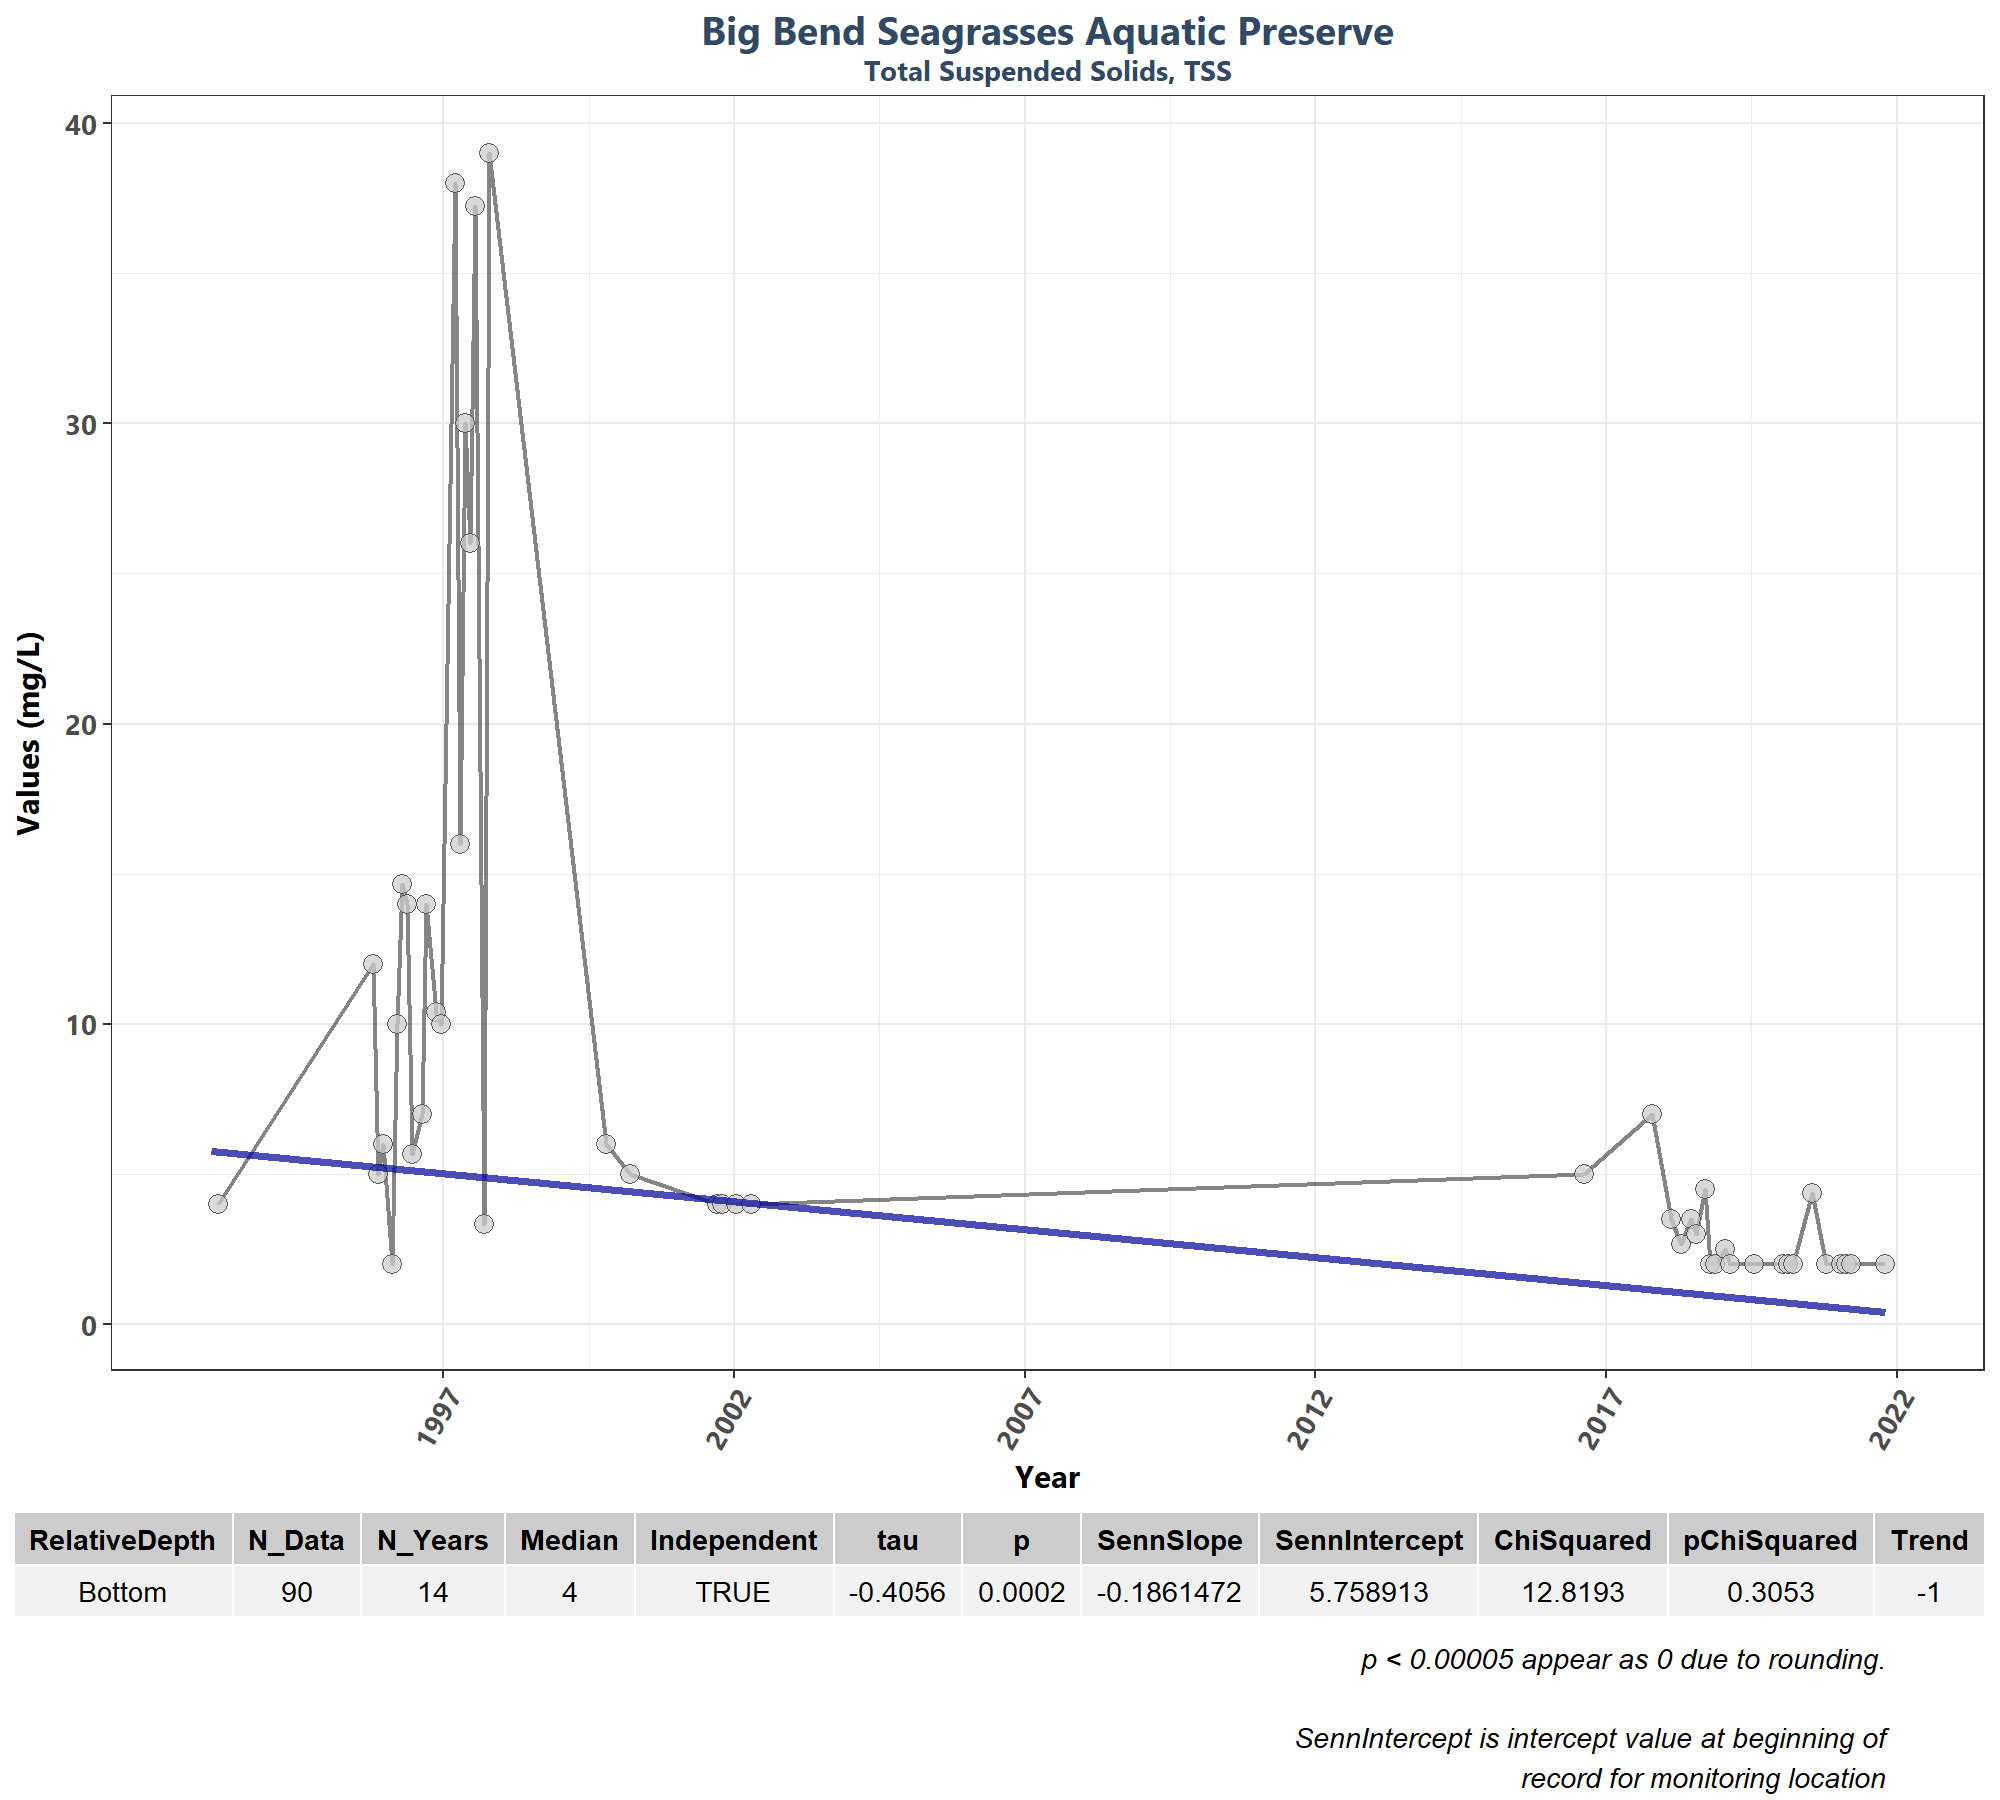 Big Bend Seagrasses Aquatic Preserve
Total Suspended Solids, TSS
Values (mg/L)
40
30
20
10
0
1997 2002 2007 2012 2017 2022
Year
RelativeDepth N_Data N_Years Median Independent tau p SennSlope SennIntercept ChiSquared pChiSquared Trend
Bottom 90 14 4 TRUE -0.4056 0.0002 -0.1861472 5.758913 12.8193 0.3053 -1
p < 0.00005 appear as 0 due to rounding.
SennIntercept is intercept value at beginning of
record for monitoring location